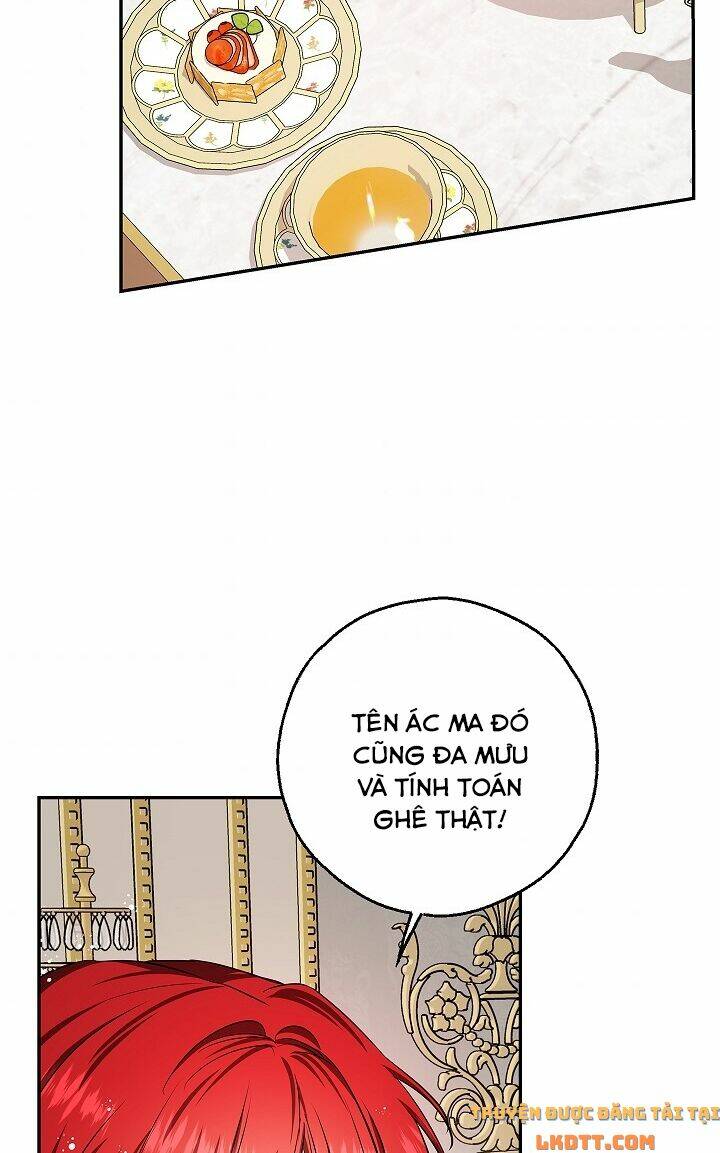 TÊN ÁC MA ĐÓ
CŨNG ĐA MƯU
VÀ TÍNH TOÁN
GHÊ THẬT!
TRUYỆN ĐƯỢC ĐĂNG TẢI TẠI
LKDTT.COM